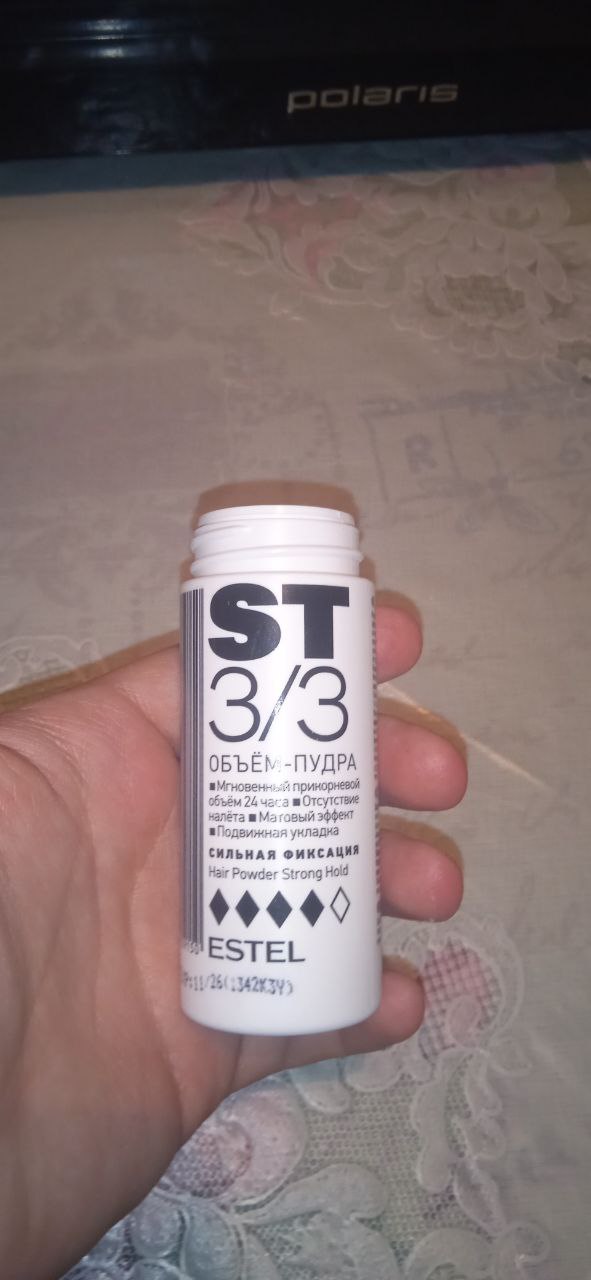 polaris
R
ST
3/3
ОБЪЁМ-ПУДРА
▪Мгновенный прикорневой
объём 24 часа ▪Отсутствие
налёта ▪Матовый эффект
▪Подвижная укладка
СИЛЬНАЯ ФИКСАЦИЯ
Hair Powder Strong Hold
ESTEL
11/26(1342К3У)